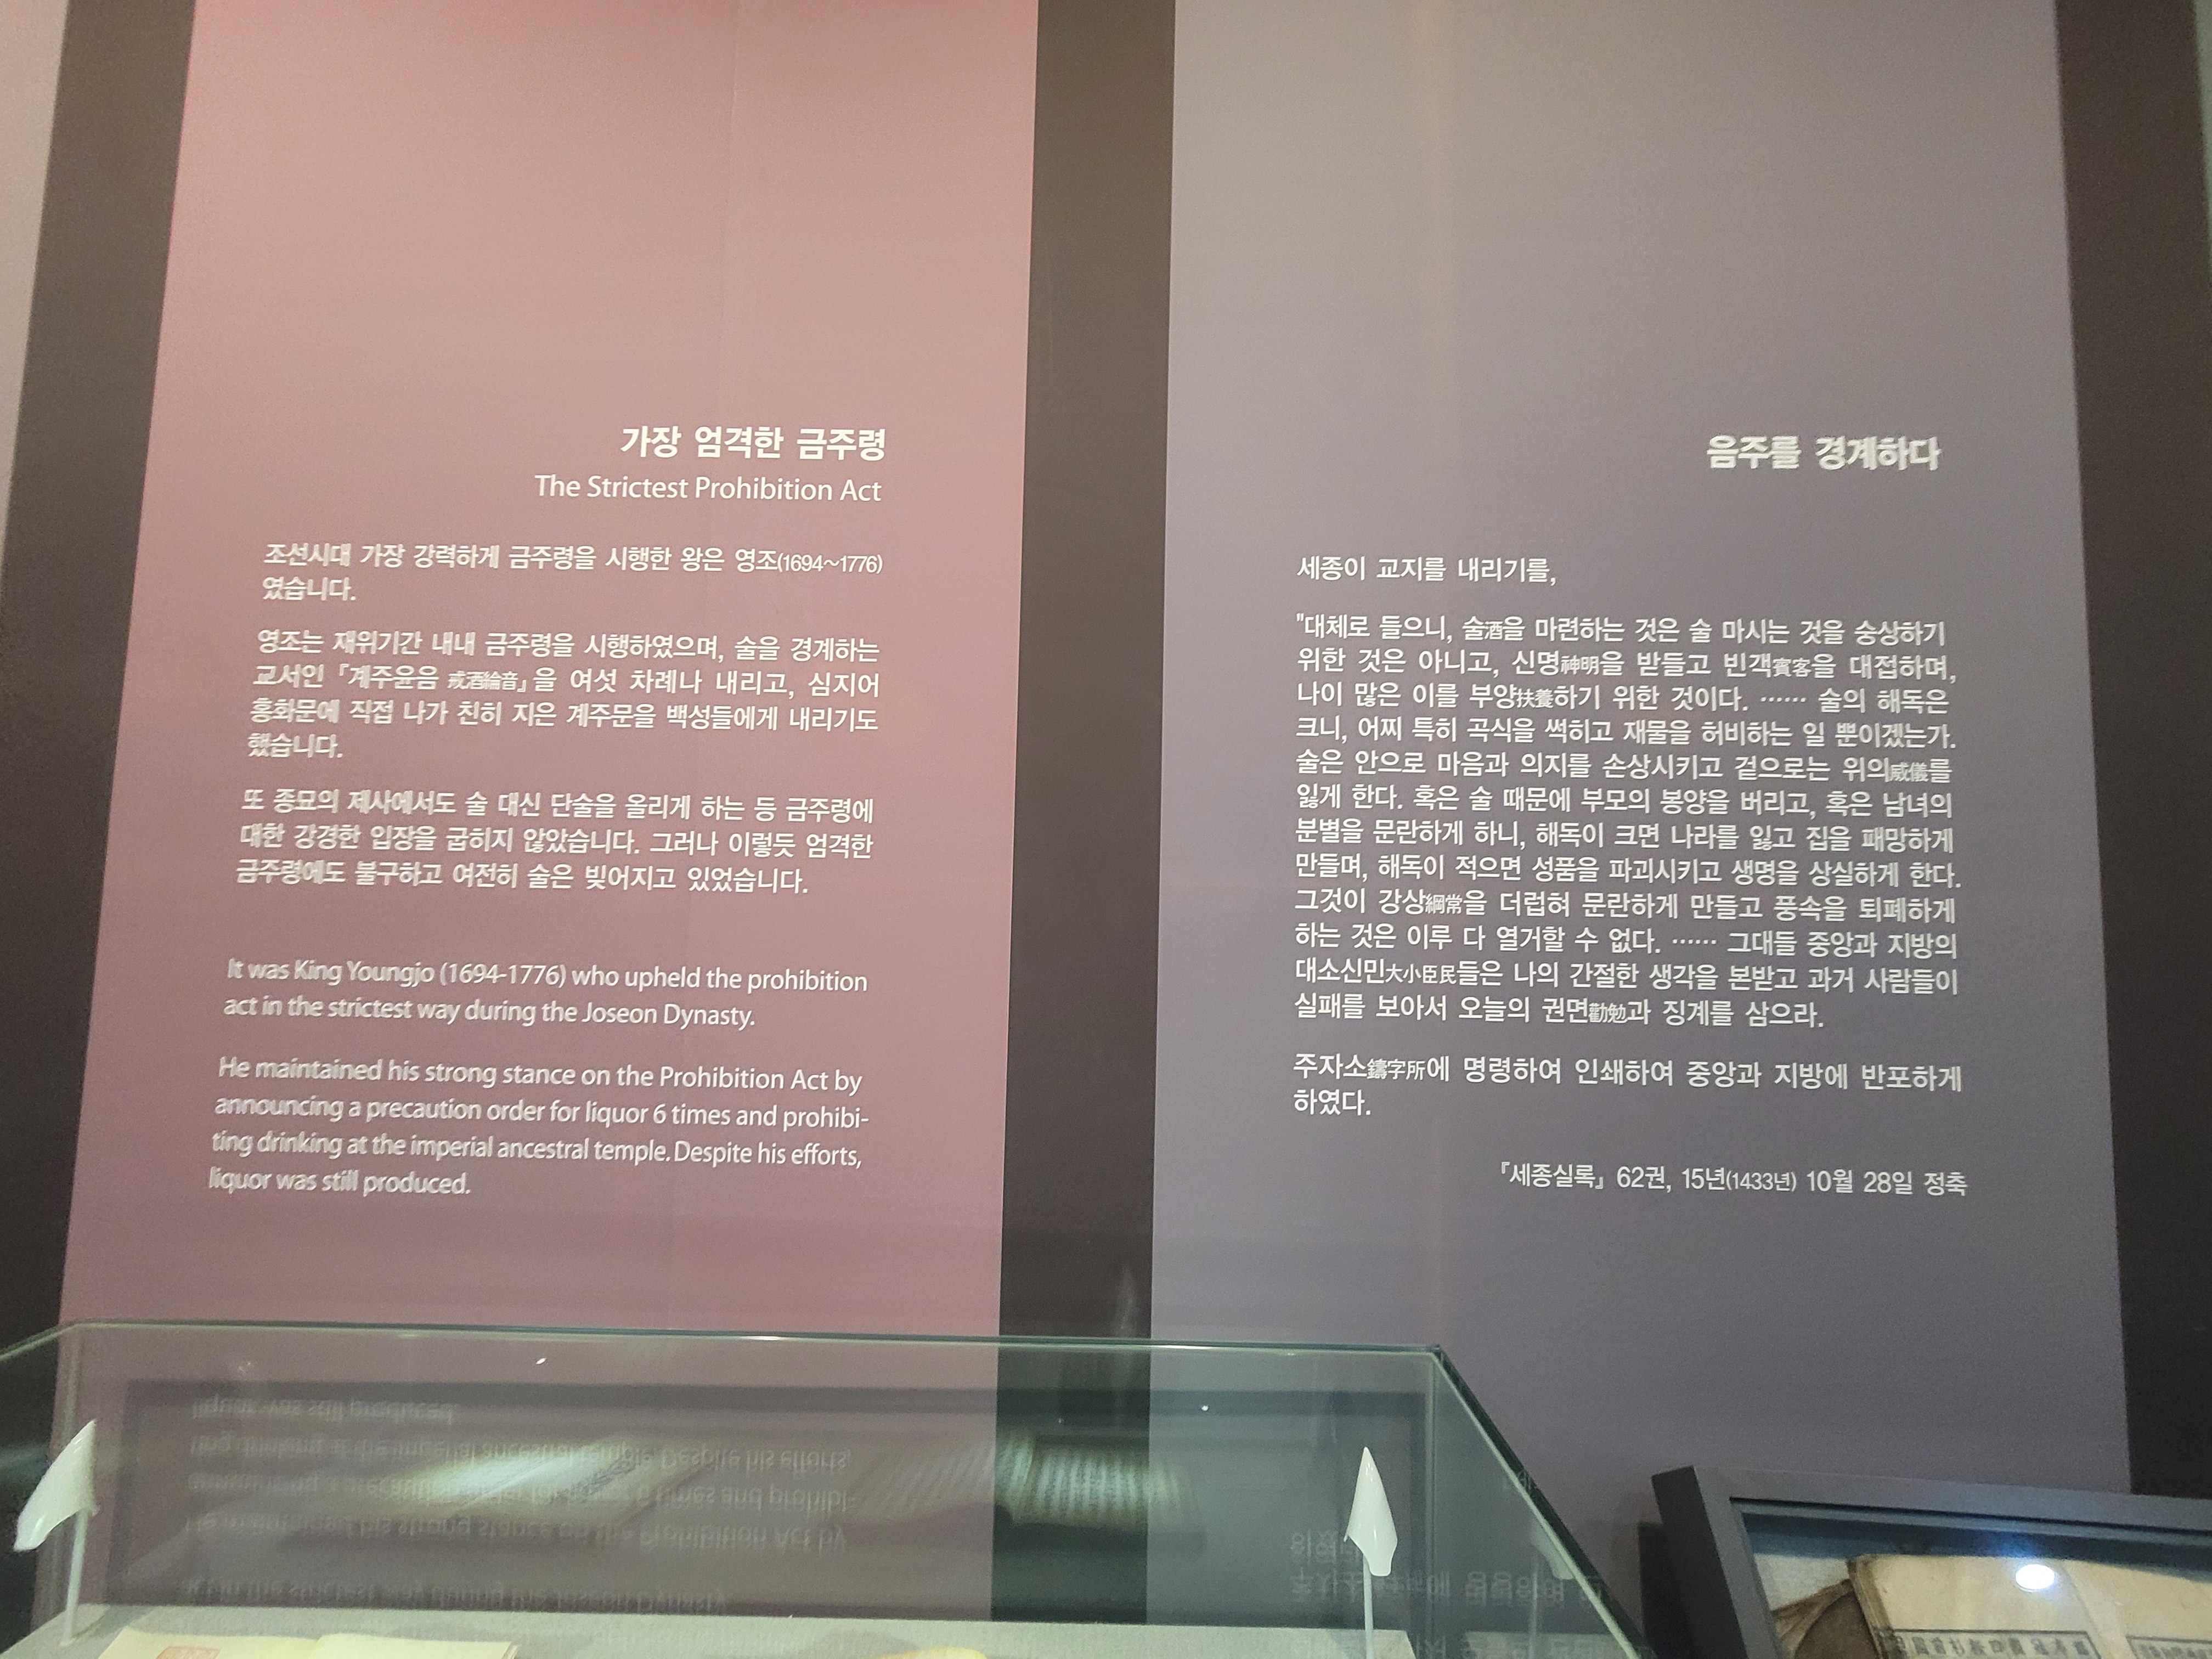 가장 엄격한 금주령
The Strictest Prohibition Act
조선시대 가장 강력하게 금주령을 시행한 왕은 영조(1694~1776)
였습니다.
영조는 재위기간 내내 금주령을 시행하였으며, 술을 경계하는
교서인 『계주윤음 戒酒綸音』을 여섯 차례나 내리고, 심지어
홍화문에 직접 나가 친히 지은 계주문을 백성들에게 내리기도
했습니다.
또 종묘의 제사에서도 술 대신 단술을 올리게 하는 등 금주령에
대한 강경한 입장을 굽히지 않았습니다. 그러나 이렇듯 엄격한
금주령에도 불구하고 여전히 술은 빚어지고 있었습니다.
It was King Youngjo (1694-1776) who upheld the prohibition
act in the strictest way during the Joseon Dynasty.
He maintained his strong stance on the Prohibition Act by
announcing a precaution order for liquor 6 times and prohibi-
ting drinking at the imperial ancestral temple. Despite his efforts,
liquor was still produced.
음주를 경계하다
세종이 교지를 내리기를,
"대체로 들으니, 술酒을 마련하는 것은 술 마시는 것을 숭상하기
위한 것은 아니고, 신명神明을 받들고 빈객賓客을 대접하며,
나이 많은 이를 부양扶養하기 위한 것이다. …… 술의 해독은
크니, 어찌 특히 곡식을 썩히고 재물을 허비하는 일 뿐이겠는가.
술은 안으로 마음과 의지를 손상시키고 겉으로는 위의威儀를
잃게 한다. 혹은 술 때문에 부모의 봉양을 버리고, 혹은 남녀의
분별을 문란하게 하니, 해독이 크면 나라를 잃고 집을 패망하게
만들며, 해독이 적으면 성품을 파괴시키고 생명을 상실하게 한다.
그것이 강상綱常을 더럽혀 문란하게 만들고 풍속을 퇴폐하게
하는 것은 이루 다 열거할 수 없다. …… 그대들 중앙과 지방의
대소신민大小臣民들은 나의 간절한 생각을 본받고 과거 사람들이
실패를 보아서 오늘의 권면勸勉과 징계를 삼으라.
주자소鑄字所에 명령하여 인쇄하여 중앙과 지방에 반포하게
하였다.
『세종실록』 62권, 15년(1433년) 10월 28일 정축